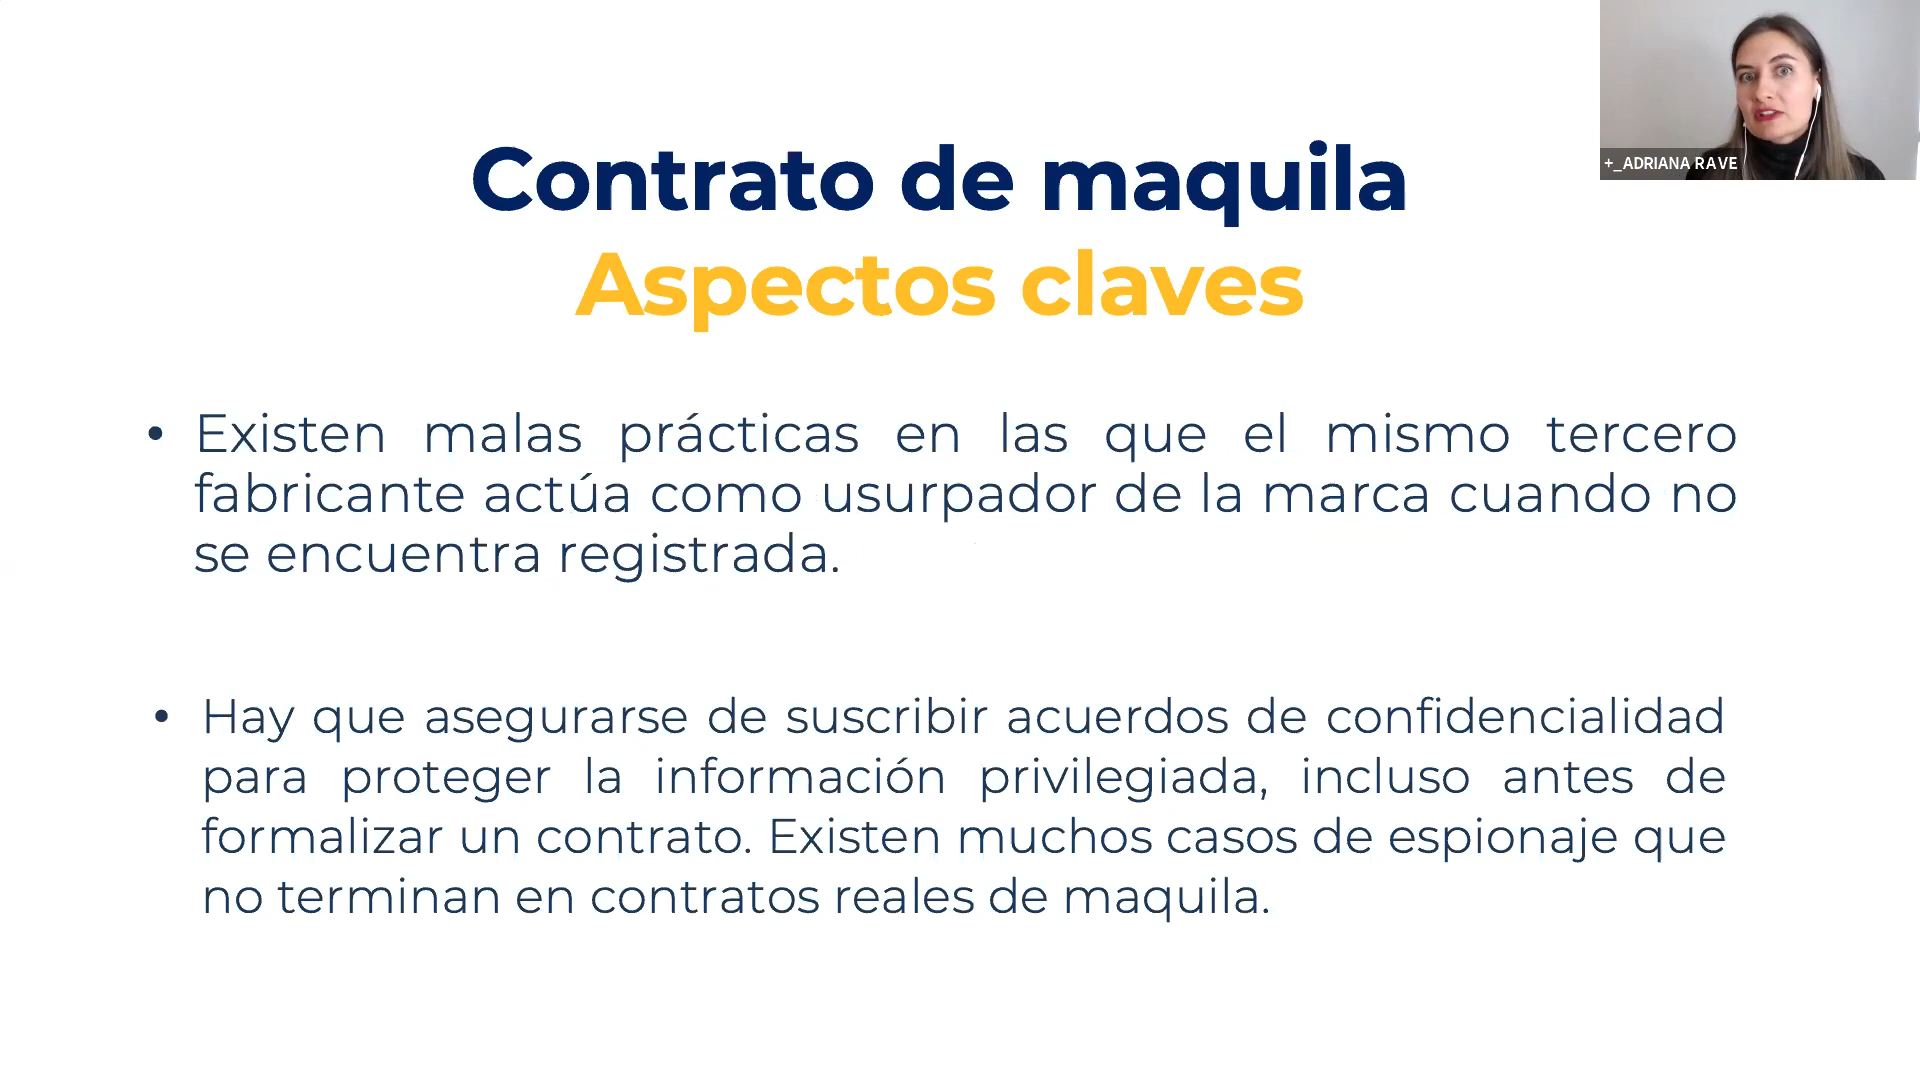 Contrato de maquila
Aspectos claves
+_ADRIANA RAVE
• Existen malas prácticas en las que el mismo tercero
fabricante actúa como usurpador de la marca cuando no
se encuentra registrada.
• Hay que asegurarse de suscribir acuerdos de confidencialidad
para proteger la información privilegiada, incluso antes de
formalizar un contrato. Existen muchos casos de espionaje que
no terminan en contratos reales de maquila.